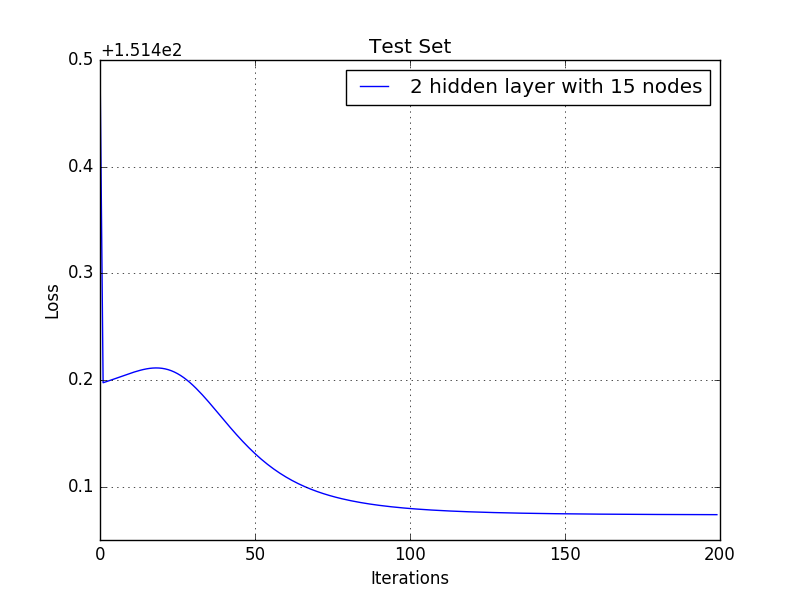 Test Set
+1.514e2
2 hidden layer with 15 nodes
0.5
0.4
0.3
0.2
0.1
Loss
0 50 100 150 200
Iterations